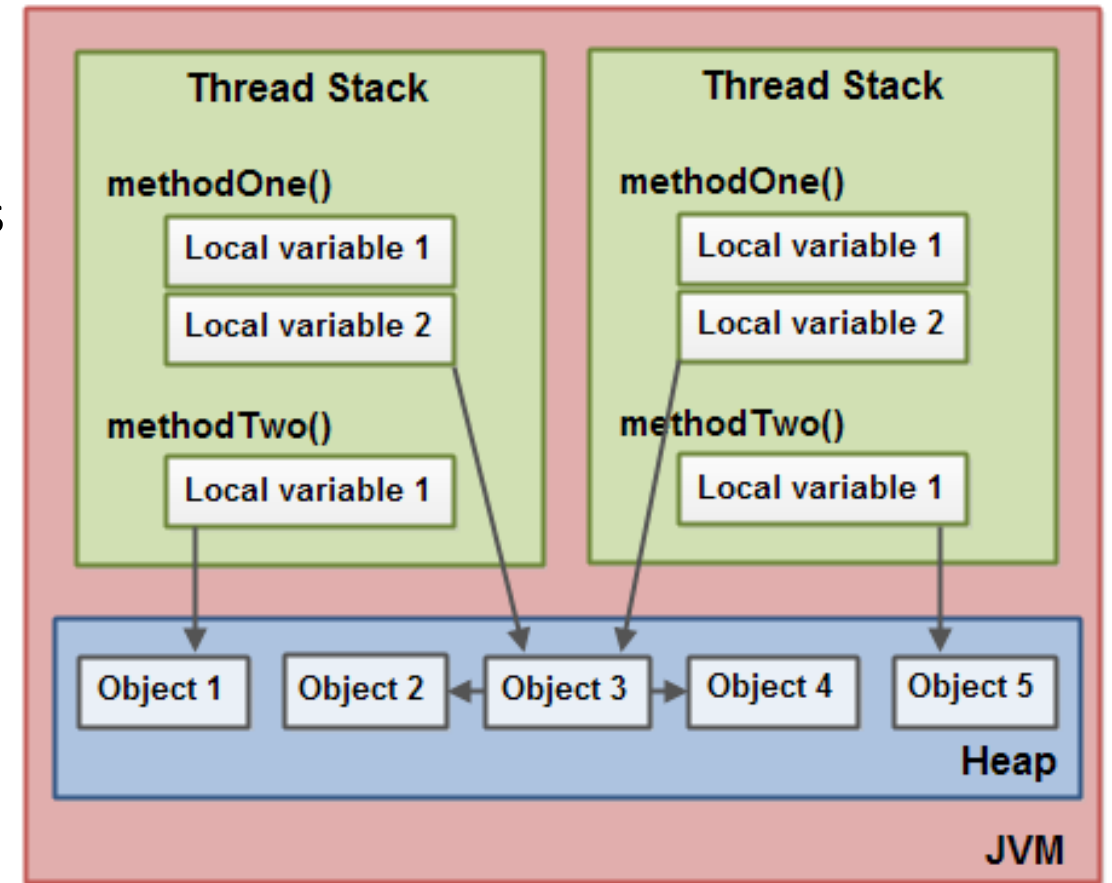 Thread Stack
methodOne()
Local variable 1
Local variable 2
methodTwo()
Local variable 1
Thread Stack
methodOne()
Local variable 1
Local variable 2
methodTwo()
Local variable 1
s
Object 1
Object 2
Object 3
Object 4
Object 5
Heap
JVM